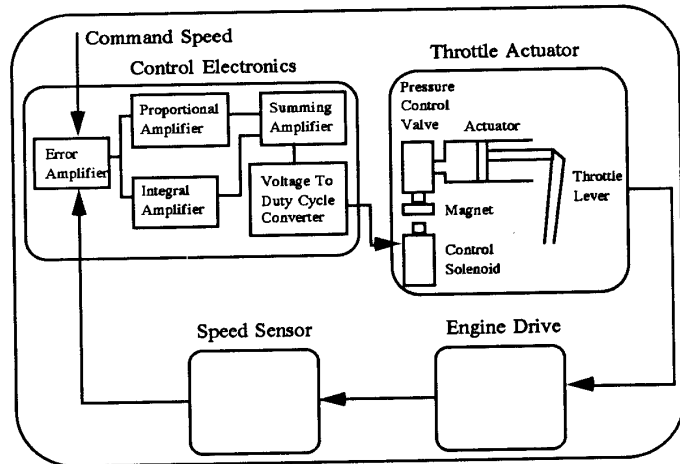 Command Speed
Control Electronics
Throttle Actuator
Error
Amplifier
Proportional
Amplifier
Integral
Amplifier
Summing
Amplifier
Voltage To
Duty Cycle
Converter
Pressure
Control
Valve
Actuator
Throttle
Lever
Magnet
Control
Solenoid
Speed Sensor
Engine Drive